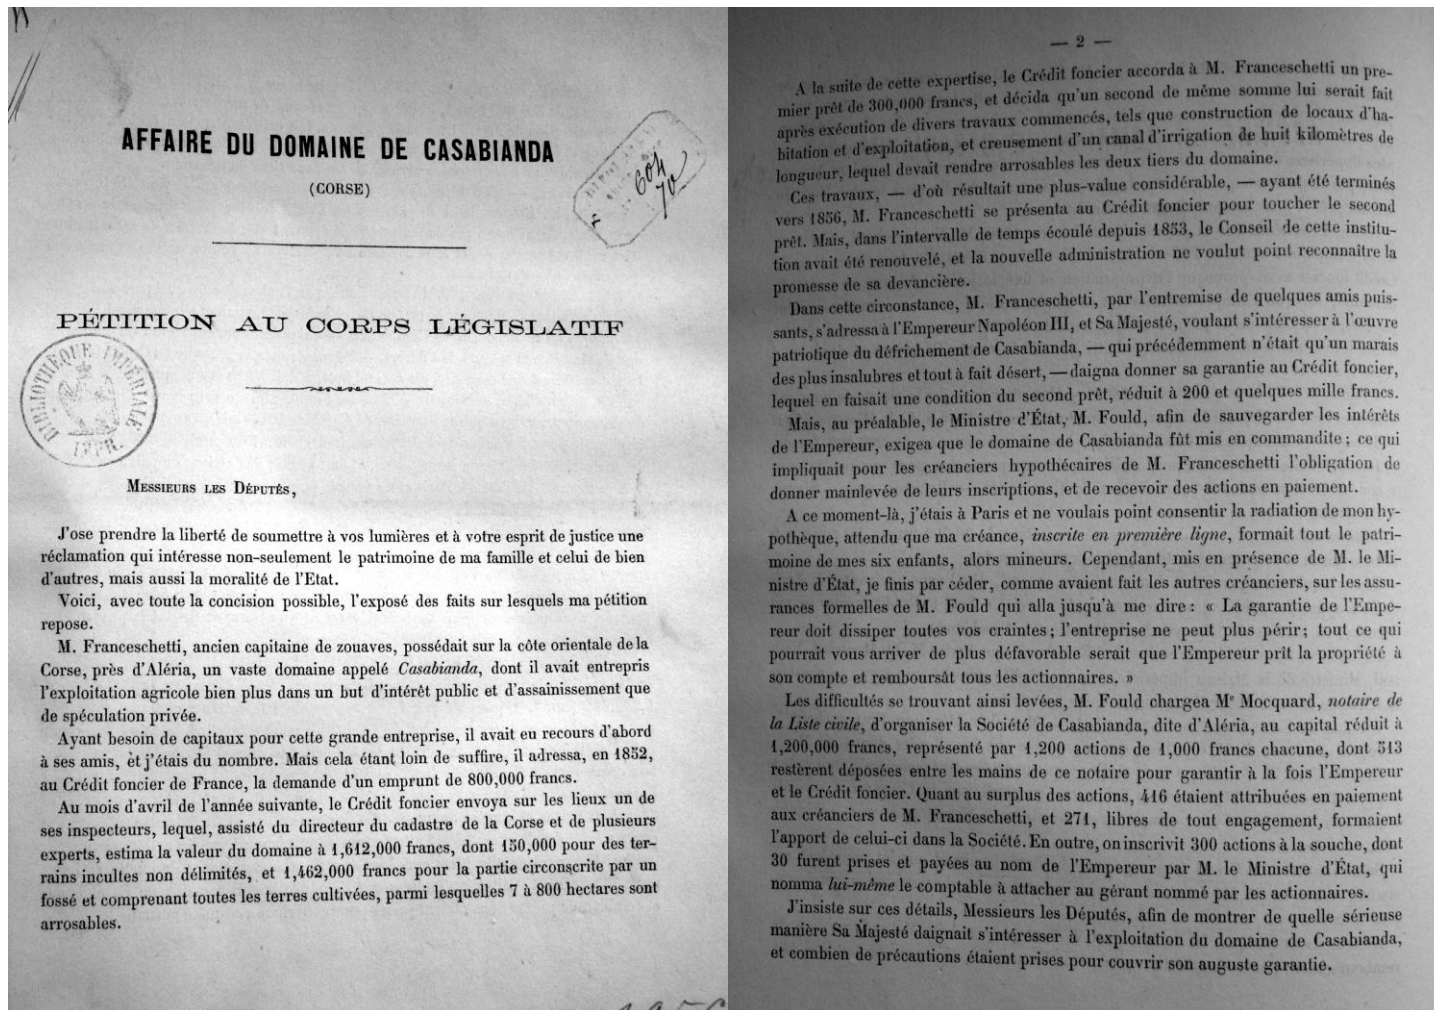 AFFAIRE DU DOMAINE DE CASABIANDA
(CORSE)
604
70
PÉTITION AU CORPS LÉGISLATIF
BIBLIOTHÈQUE IMPÉRIALE
IMPR.
MESSIEURS LES DÉPUTÉS,
J'ose prendre la liberté de soumettre à vos lumières et à votre esprit de justice une
réclamation qui intéresse non-seulement le patrimoine de ma famille et celui de bien
d'autres, mais aussi la moralité de l'Etat.
Voici, avec toute la concision possible, l'exposé des faits sur lesquels ma pétition
repose.
M. Franceschetti, ancien capitaine de zouaves, possédait sur la côte orientale de la
Corse, près d'Aléria, un vaste domaine appelé Casabianda, dont il avait entrepris
l'exploitation agricole bien plus dans un but d'intérêt public et d'assainissement que
de spéculation privée.
Ayant besoin de capitaux pour cette grande entreprise, il avait eu recours d'abord
à ses amis, èt j'étais du nombre. Mais cela étant loin de suffire, il adressa, en 1852,
au Crédit foncier de France, la demande d'un emprunt de 800,000 francs.
Au mois d'avril de l'année suivante, le Crédit foncier envoya sur les lieux un de
ses inspecteurs, lequel, assisté du directeur du cadastre de la Corse et de plusieurs
experts, estima la valeur du domaine à 1,612,000 francs, dont 150,000 pour des ter-
rains incultes non délimités, et 1,462,000 francs pour la partie circonscrite par un
fossé et comprenant toutes les terres cultivées, parmi lesquelles 7 à 800 hectares sont
arrosables.
— 2 —
A la suite de cette expertise, le Crédit foncier accorda à M. Franceschetti un pre-
mier prêt de 300,000 francs, et décida qu'un second de même somme lui serait fait
après exécution de divers travaux commencés, tels que construction de locaux d'ha-
bitation et d'exploitation, et creusement d'un canal d'irrigation de huit kilomètres de
longueur, lequel devait rendre arrosables les deux tiers du domaine.
Ces travaux, — d'où résultait une plus-value considérable, — ayant été terminés
vers 1856, M. Franceschetti se présenta au Crédit foncier pour toucher le second
prêt. Mais, dans l'intervalle de temps écoulé depuis 1853, le Conseil de cette institu-
tion avait été renouvelé, et la nouvelle administration ne voulut point reconnaître la
promesse de sa devancière.
Dans cette circonstance, M. Franceschetti, par l'entremise de quelques amis puis-
sants, s'adressa à l'Empereur Napoléon III, et Sa Majesté, voulant s'intéresser à l'œuvre
patriotique du défrichement de Casabianda, — qui précédemment n'était qu'un marais
des plus insalubres et tout à fait désert, — daigna donner sa garantie au Crédit foncier,
lequel en faisait une condition du second prêt, réduit à 200 et quelques mille francs.
Mais, au préalable, le Ministre d'État, M. Fould, afin de sauvegarder les intérêts
de l'Empereur, exigea que le domaine de Casabianda fût mis en commandite ; ce qui
impliquait pour les créanciers hypothécaires de M. Franceschetti l'obligation de
donner mainlevée de leurs inscriptions, et de recevoir des actions en paiement.
A ce moment-là, j'étais à Paris et ne voulais point consentir la radiation de mon hy-
pothèque, attendu que ma créance, inscrite en première ligne, formait tout le patri-
moine de mes six enfants, alors mineurs. Cependant, mis en présence de M. le Mi-
nistre d'État, je finis par céder, comme avaient fait les autres créanciers, sur les assu-
rances formelles de M. Fould qui alla jusqu'à me dire : « La garantie de l'Empe-
reur doit dissiper toutes vos craintes ; l'entreprise ne peut plus périr ; tout ce qui
pourrait vous arriver de plus défavorable serait que l'Empereur prît la propriété à
son compte et remboursât tous les actionnaires. »
Les difficultés se trouvant ainsi levées, M. Fould chargea Me Mocquard, notaire de
la Liste civile, d'organiser la Société de Casabianda, dite d'Aléria, au capital réduit à
1,200,000 francs, représenté par 1,200 actions de 1,000 francs chacune, dont 513
restèrent déposées entre les mains de ce notaire pour garantir à la fois l'Empereur
et le Crédit foncier. Quant au surplus des actions, 416 étaient attribuées en paiement
aux créanciers de M. Franceschetti, et 271, libres de tout engagement, formaient
l'apport de celui-ci dans la Société. En outre, on inscrivit 300 actions à la souche, dont
30 furent prises et payées au nom de l'Empereur par M. le Ministre d'État, qui
nomma lui-même le comptable à attacher au gérant nommé par les actionnaires.
J'insiste sur ces détails, Messieurs les Députés, afin de montrer de quelle sérieuse
manière Sa Majesté daignait s'intéresser à l'exploitation du domaine de Casabianda,
et combien de précautions étaient prises pour couvrir son auguste garantie.